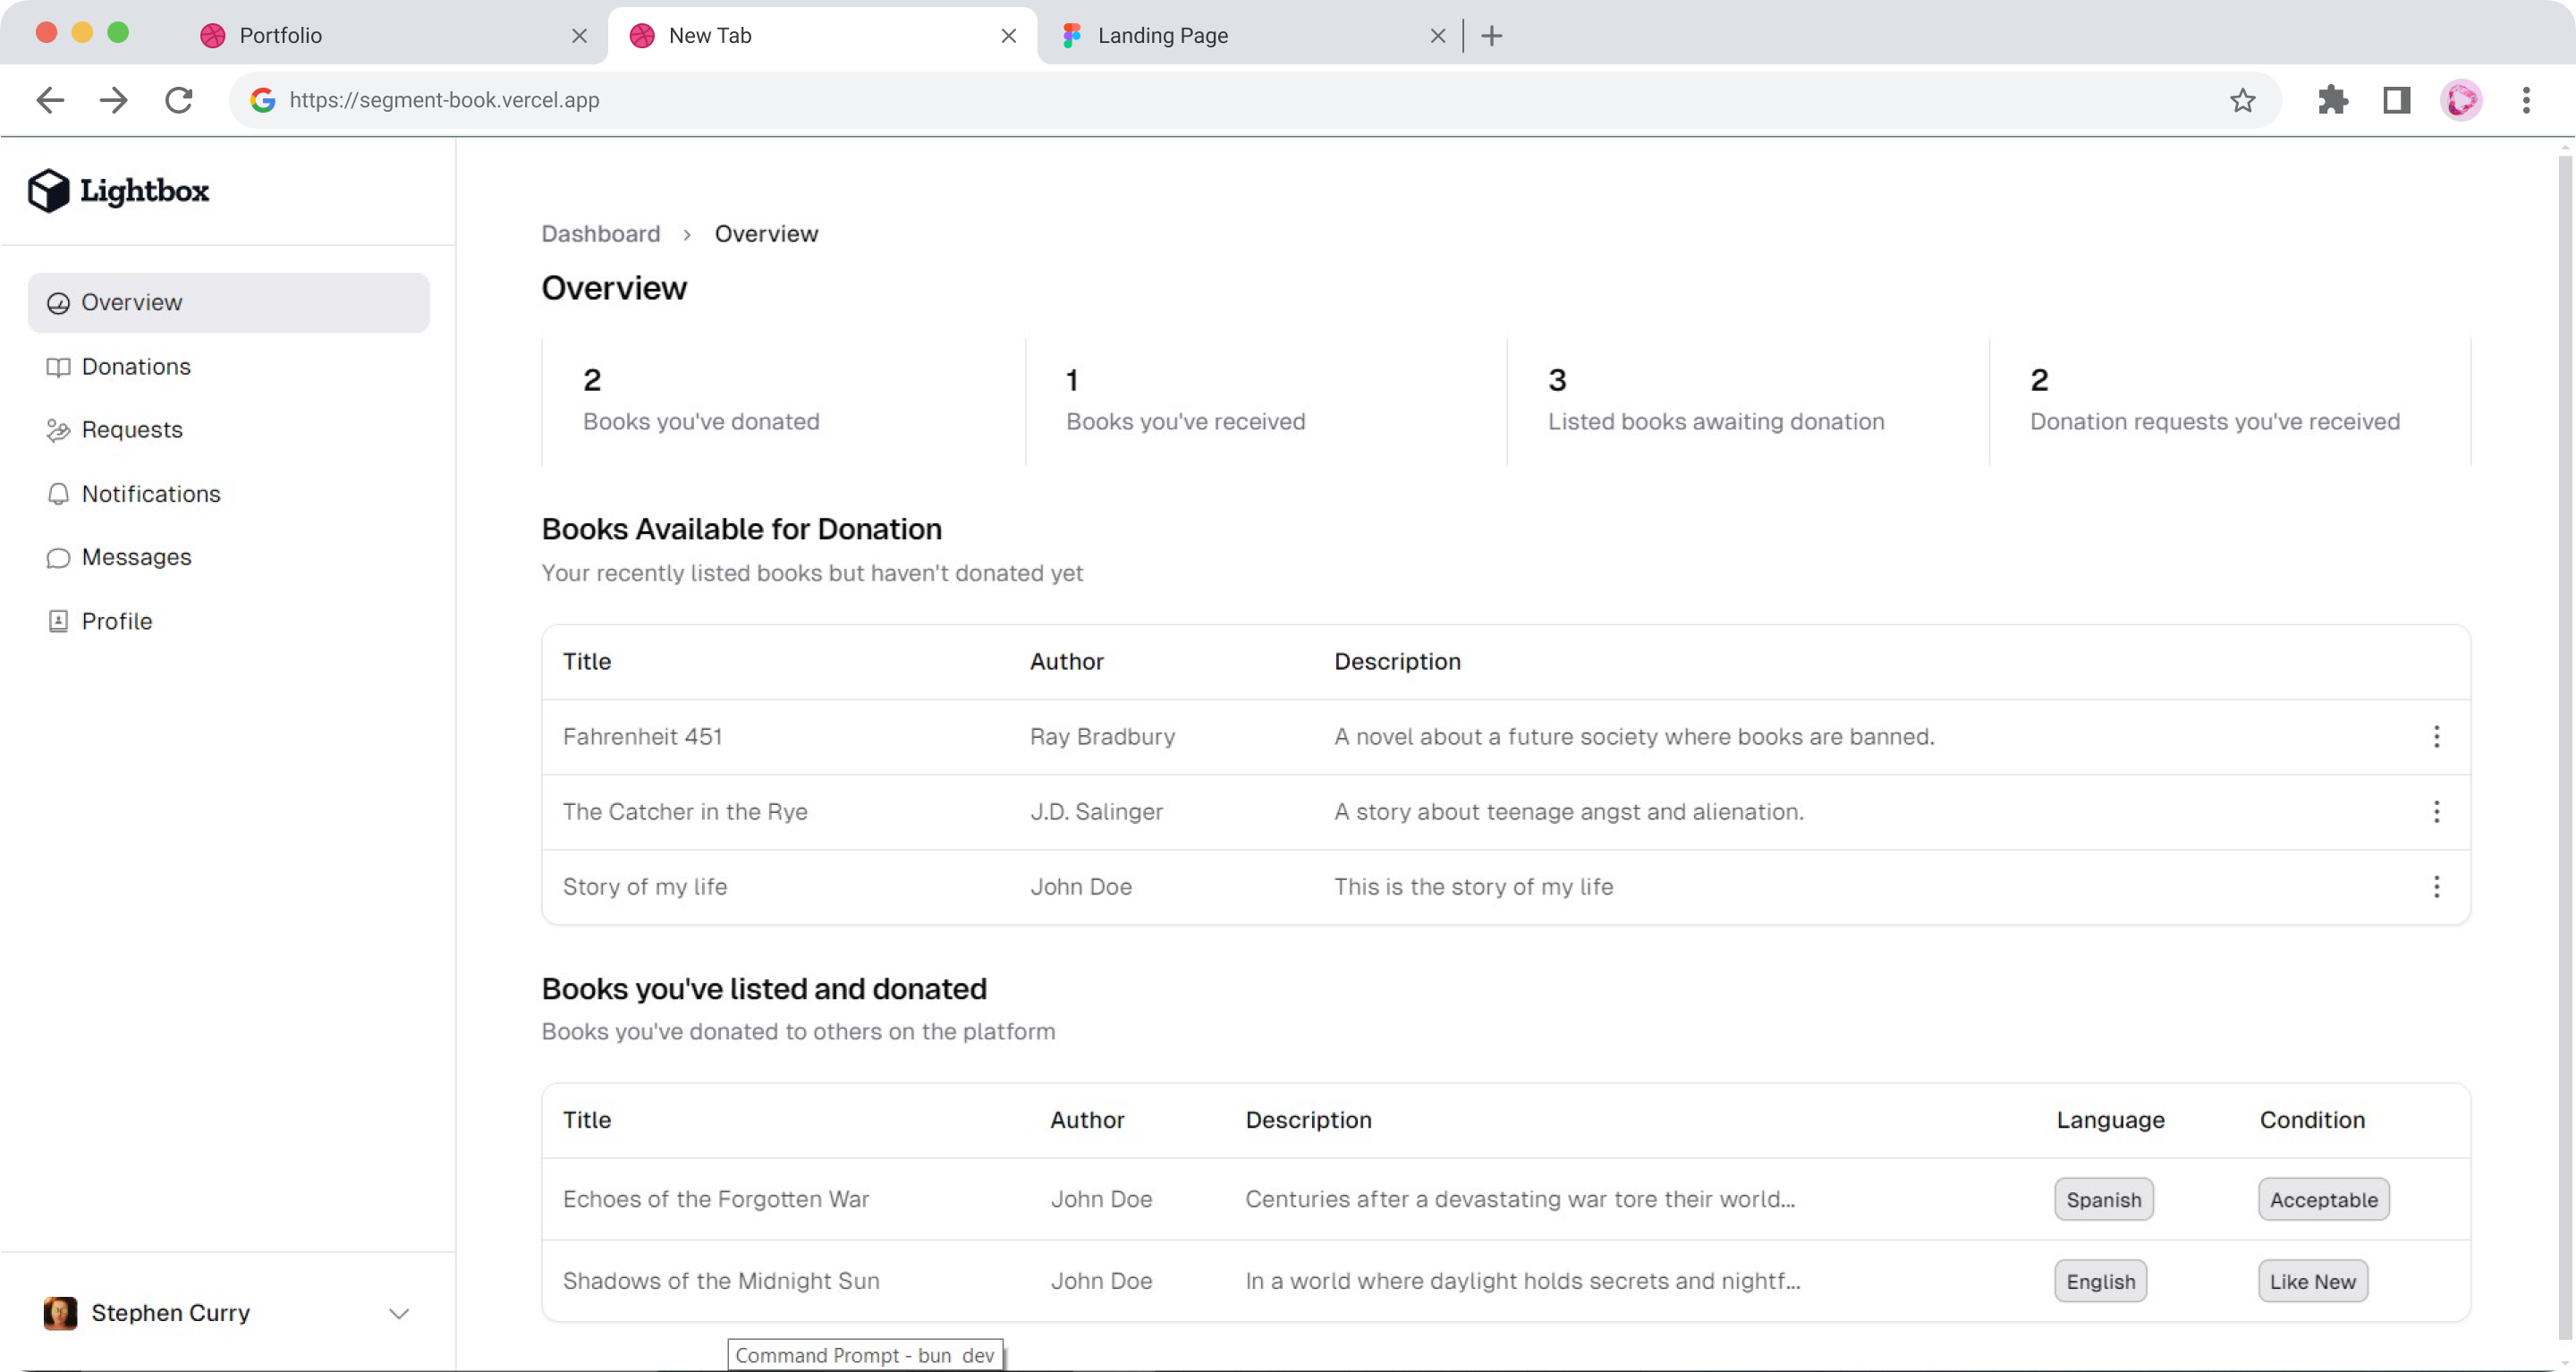 Portfolio
New Tab
Landing Page
https://segment-book.vercel.app
Lightbox
Overview
Donations
Requests
Notifications
Messages
Profile
Stephen Curry
Dashboard › Overview
Overview
2
Books you've donated
1
Books you've received
3
Listed books awaiting donation
2
Donation requests you've received
Books Available for Donation
Your recently listed books but haven't donated yet
Title Author Description
Fahrenheit 451 Ray Bradbury A novel about a future society where books are banned.
The Catcher in the Rye J.D. Salinger A story about teenage angst and alienation.
Story of my life John Doe This is the story of my life
Books you've listed and donated
Books you've donated to others on the platform
Title Author Description Language Condition
Echoes of the Forgotten War John Doe Centuries after a devastating war tore their world... Spanish Acceptable
Shadows of the Midnight Sun John Doe In a world where daylight holds secrets and nightf... English Like New
Command Prompt - bun dev